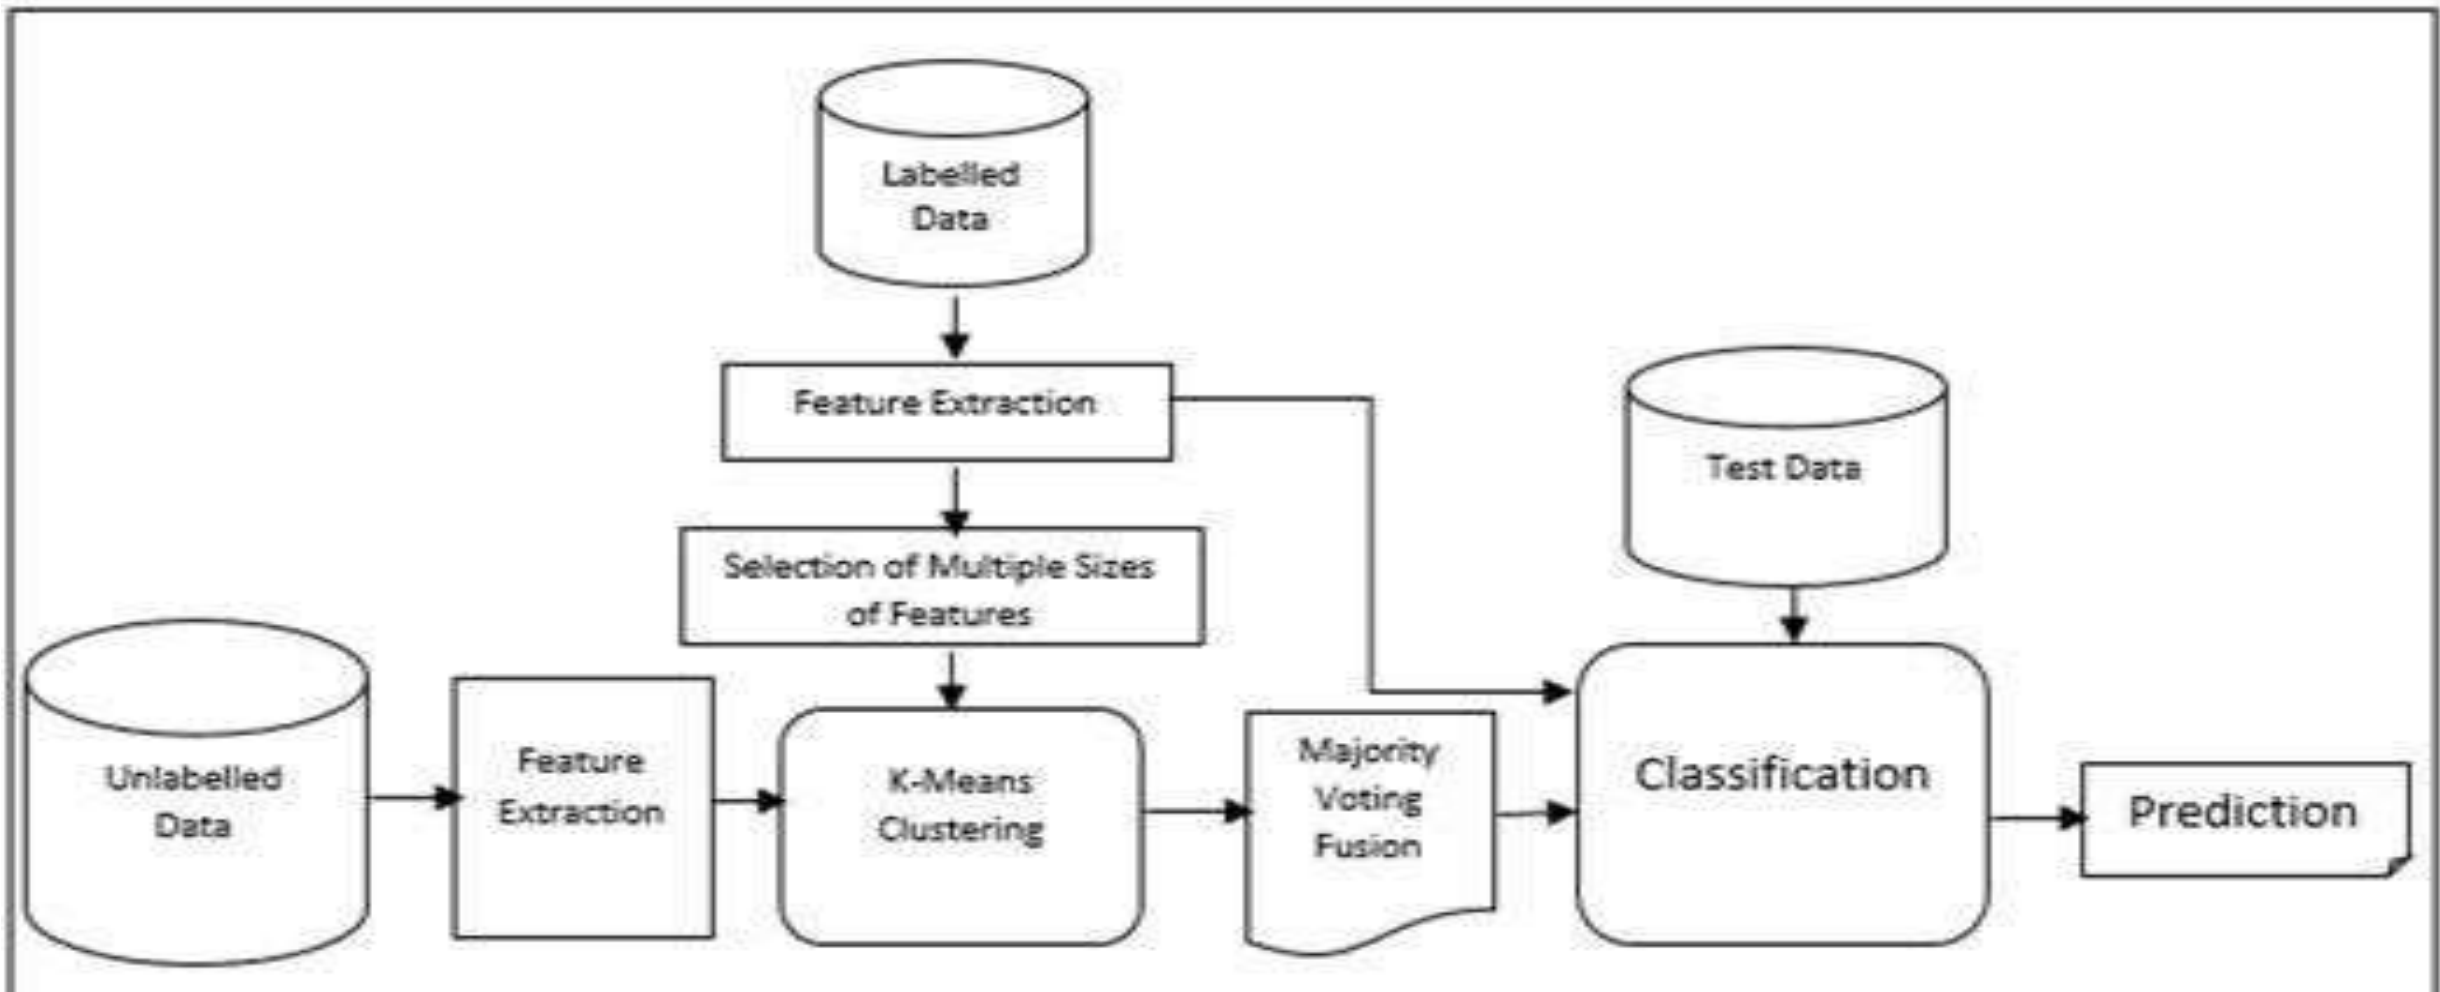 Labelled
Data
Feature Extraction
Test Data
Selection of Multiple Sizes
of Features
Unlabelled
Data
Feature
Extraction
K-Means
Clustering
Majority
Voting
Fusion
Classification
Prediction